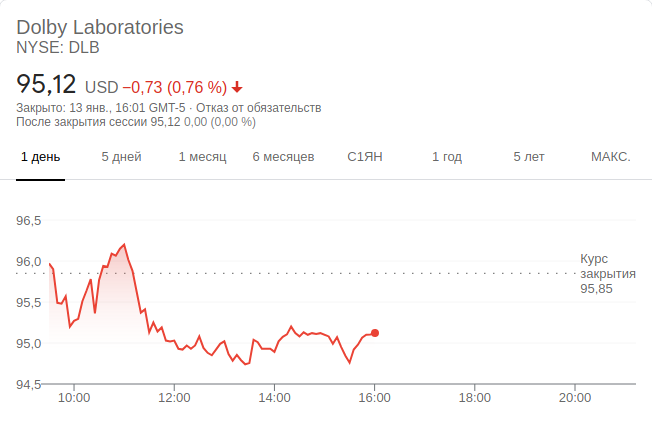 Dolby Laboratories
NYSE: DLB
95,12 USD −0,73 (0,76 %)
Закрыто: 13 янв., 16:01 GMT-5 · Отказ от обязательств
После закрытия сессии 95,12 0,00 (0,00 %)
1 день 5 дней 1 месяц 6 месяцев С1ЯН 1 год 5 лет МАКС.
96,5
96,0
95,5
95,0
94,5
Курс
закрытия
95,85
10:00 12:00 14:00 16:00 18:00 20:00